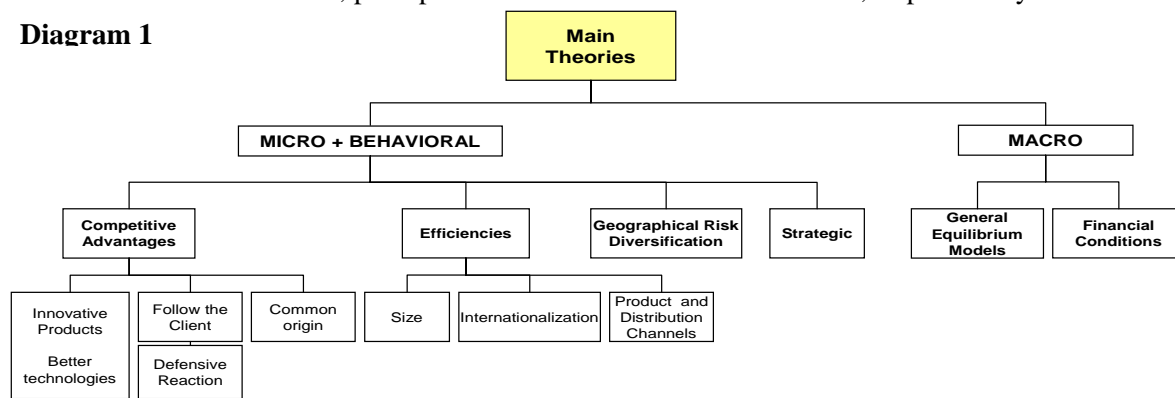 Diagram 1
Main
Theories
MICRO + BEHAVIORAL
MACRO
Competitive
Advantages
Efficiencies
Geographical Risk
Diversification
Strategic
General
Equilibrium
Models
Financial
Conditions
Innovative
Products
Better
technologies
Follow the
Client
Defensive
Reaction
Common
origin
Size
Internationalization
Product and
Distribution
Channels